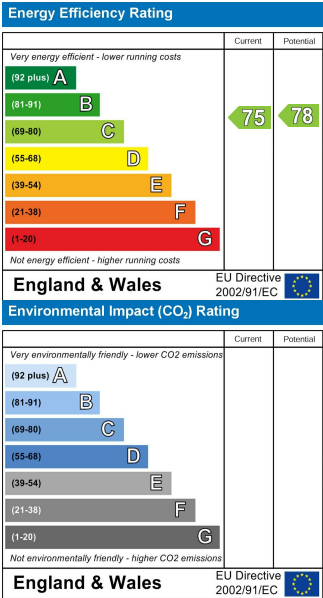 Energy Efficiency Rating
Current Potential
Very energy efficient - lower running costs
(92 plus) A
(81-91) B
(69-80) C
75 78
(55-68) D
(39-54) E
(21-38) F
(1-20) G
Not energy efficient - higher running costs
England & Wales
EU Directive
2002/91/EC
Environmental Impact (CO₂) Rating
Current Potential
Very environmentally friendly - lower CO2 emissions
(92 plus) A
(81-91) B
(69-80) C
(55-68) D
(39-54) E
(21-38) F
(1-20) G
Not environmentally friendly - higher CO2 emissions
England & Wales
EU Directive
2002/91/EC